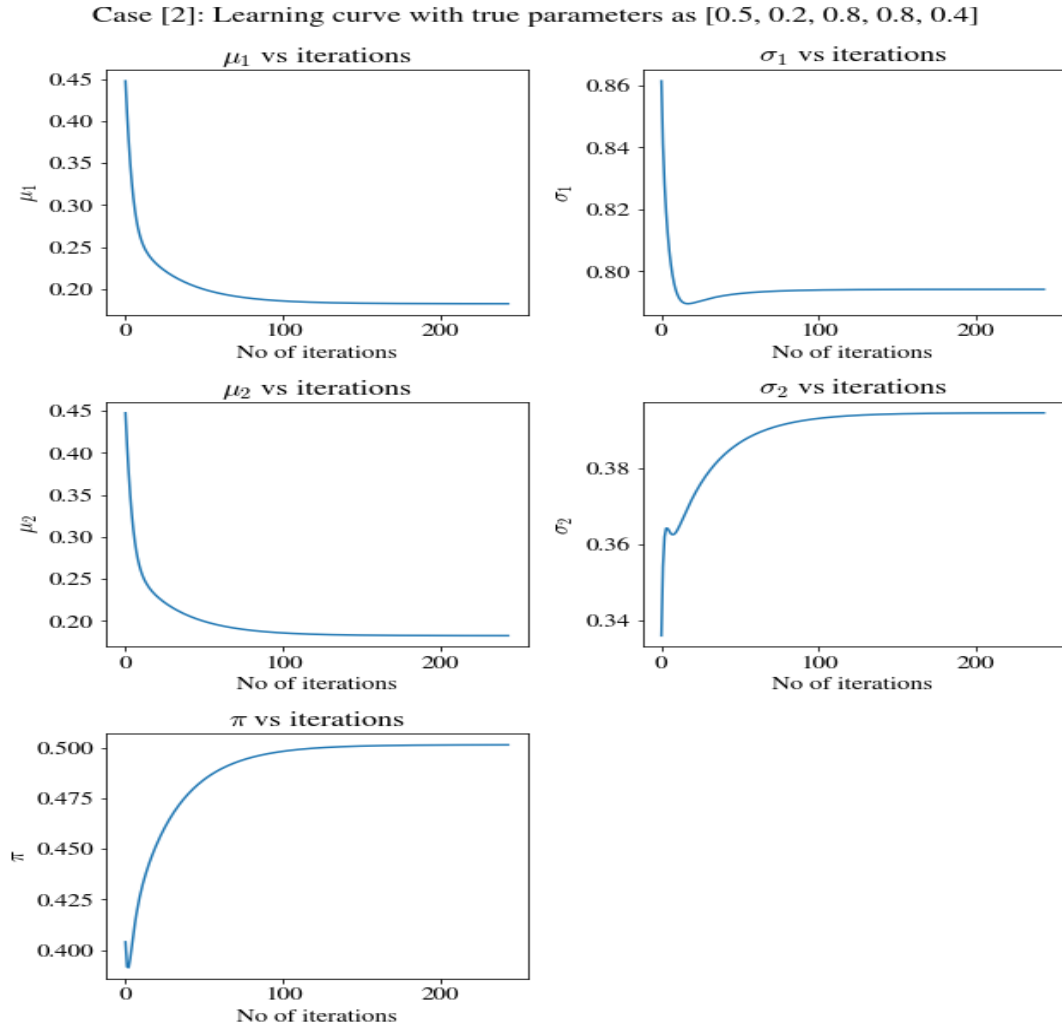 Case [2]: Learning curve with true parameters as [0.5, 0.2, 0.8, 0.8, 0.4]
μ₁ vs iterations
0.45
0.40
0.35
0.30
0.25
0.20
μ₁
0
100
200
No of iterations
σ₁ vs iterations
0.86
0.84
0.82
0.80
σ₁
0
100
200
No of iterations
μ₂ vs iterations
0.45
0.40
0.35
0.30
0.25
0.20
μ₂
0
100
200
No of iterations
σ₂ vs iterations
0.38
0.36
0.34
σ₂
0
100
200
No of iterations
π vs iterations
0.500
0.475
0.450
0.425
0.400
π
0
100
200
No of iterations